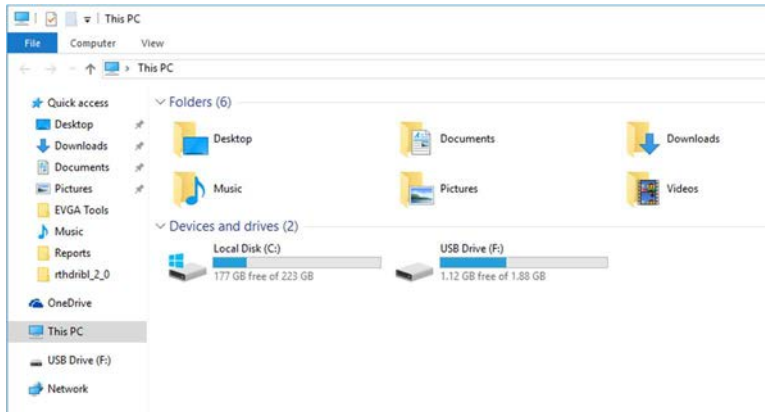 This PC
File Computer View
This PC
Quick access
Desktop
Downloads
Documents
Pictures
EVGA Tools
Music
Reports
rthdribl_2_0
OneDrive
This PC
USB Drive (F:)
Network
Folders (6)
Desktop Documents Downloads
Music Pictures Videos
Devices and drives (2)
Local Disk (C:) USB Drive (F:)
177 GB free of 223 GB 1.12 GB free of 1.88 GB